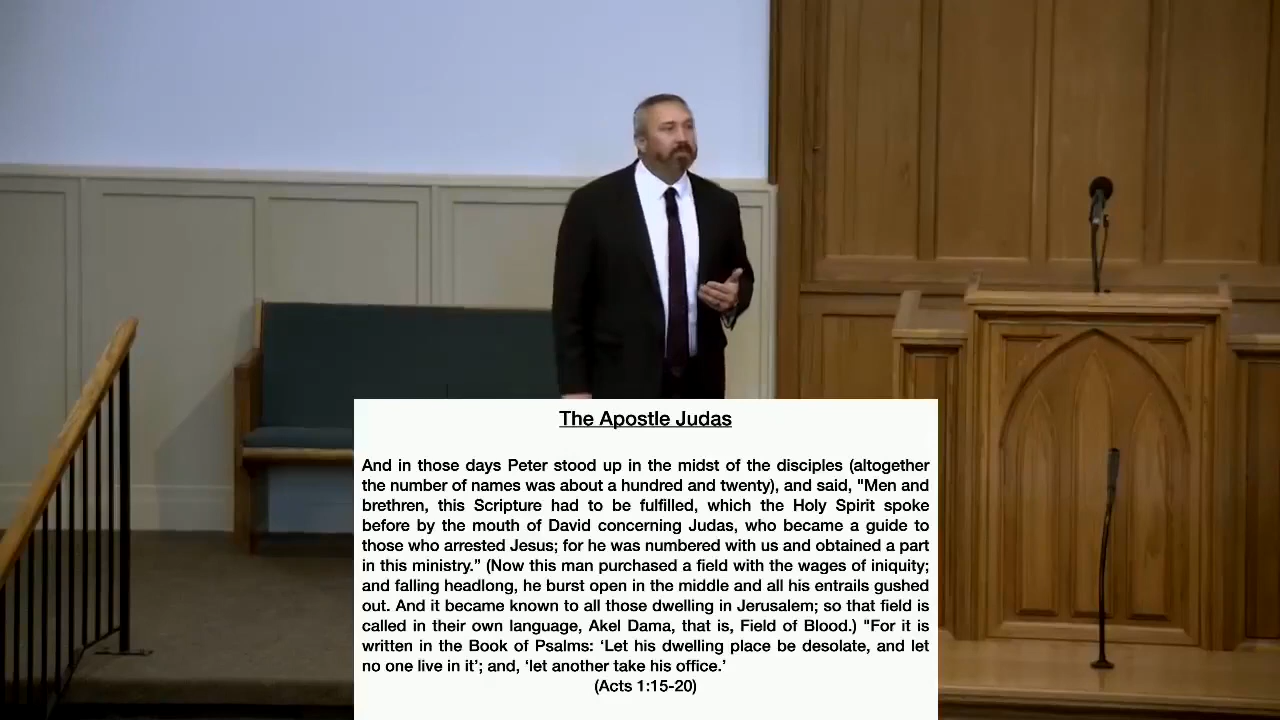 The Apostle Judas
And in those days Peter stood up in the midst of the disciples (altogether
the number of names was about a hundred and twenty), and said, "Men and
brethren, this Scripture had to be fulfilled, which the Holy Spirit spoke
before by the mouth of David concerning Judas, who became a guide to
those who arrested Jesus; for he was numbered with us and obtained a part
in this ministry.” (Now this man purchased a field with the wages of iniquity;
and falling headlong, he burst open in the middle and all his entrails gushed
out. And it became known to all those dwelling in Jerusalem; so that field is
called in their own language, Akel Dama, that is, Field of Blood.) "For it is
written in the Book of Psalms: ‘Let his dwelling place be desolate, and let
no one live in it’; and, ‘let another take his office.’
(Acts 1:15-20)